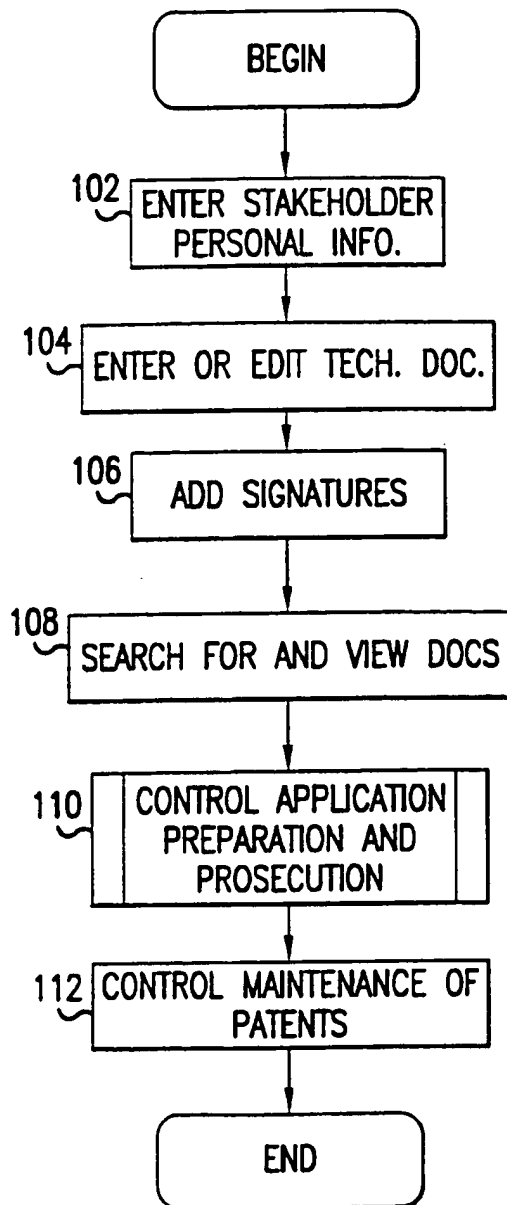 BEGIN
102
ENTER STAKEHOLDER
PERSONAL INFO.
104
ENTER OR EDIT TECH. DOC.
106
ADD SIGNATURES
108
SEARCH FOR AND VIEW DOCS
110
CONTROL APPLICATION
PREPARATION AND
PROSECUTION
112
CONTROL MAINTENANCE OF
PATENTS
END